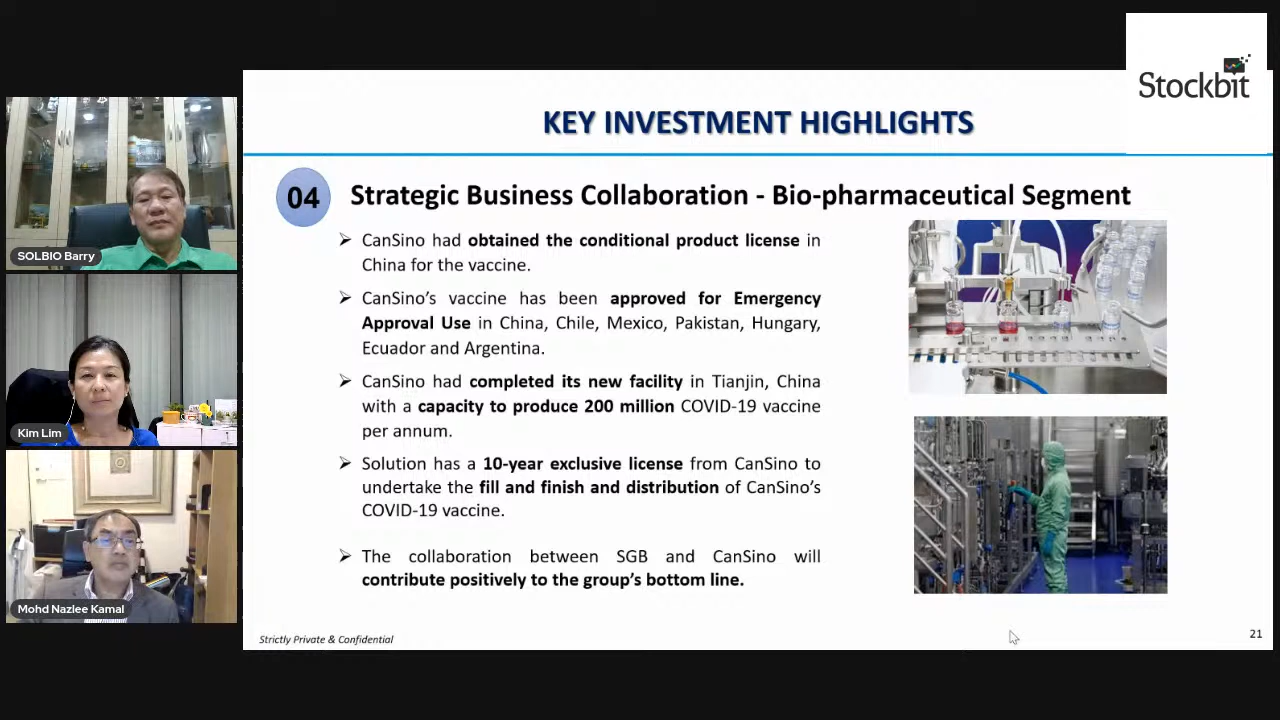 Stockbit
KEY INVESTMENT HIGHLIGHTS
04
Strategic Business Collaboration - Bio-pharmaceutical Segment
➢ CanSino had obtained the conditional product license in
China for the vaccine.
➢ CanSino’s vaccine has been approved for Emergency
Approval Use in China, Chile, Mexico, Pakistan, Hungary,
Ecuador and Argentina.
➢ CanSino had completed its new facility in Tianjin, China
with a capacity to produce 200 million COVID-19 vaccine
per annum.
➢ Solution has a 10-year exclusive license from CanSino to
undertake the fill and finish and distribution of CanSino’s
COVID-19 vaccine.
➢ The collaboration between SGB and CanSino will
contribute positively to the group’s bottom line.
Strictly Private & Confidential
21
SOLBIO Barry
Kim Lim
Mohd Nazlee Kamal